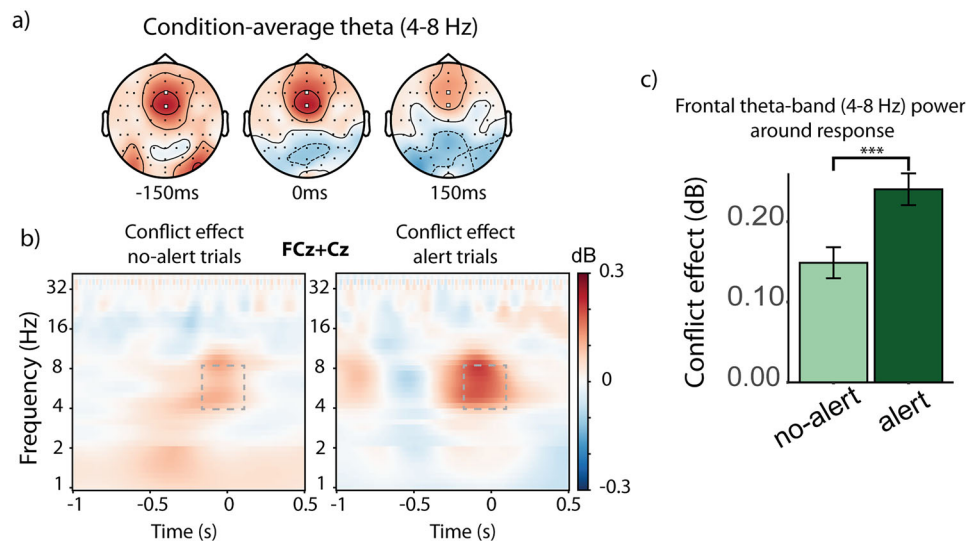 a)
Condition-average theta (4-8 Hz)
-150ms
0ms
150ms
b)
Conflict effect
no-alert trials
FCz+Cz
Conflict effect
alert trials
dB
0.3
0
-0.3
Frequency (Hz)
32
16
8
4
2
1
-1
-0.5
0
0.5
Time (s)
32
16
8
4
2
1
-1
-0.5
0
0.5
Time (s)
c)
Frontal theta-band (4-8 Hz) power
around response
***
Conflict effect (dB)
0.20
0.10
0.00
no-alert
alert